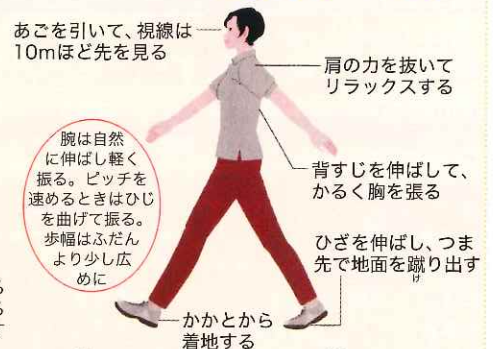 あごを引いて、視線は
10mほど先を見る
肩の力を抜いて
リラックスする
腕は自然
に伸ばし軽く
振る。ピッチを
速めるときはひじ
を曲げて振る。
歩幅はふだん
より少し広
めに
背すじを伸ばして、
かるく胸を張る
ひざを伸ばし、つま
先で地面を蹴り出す
け
かかとから
着地する